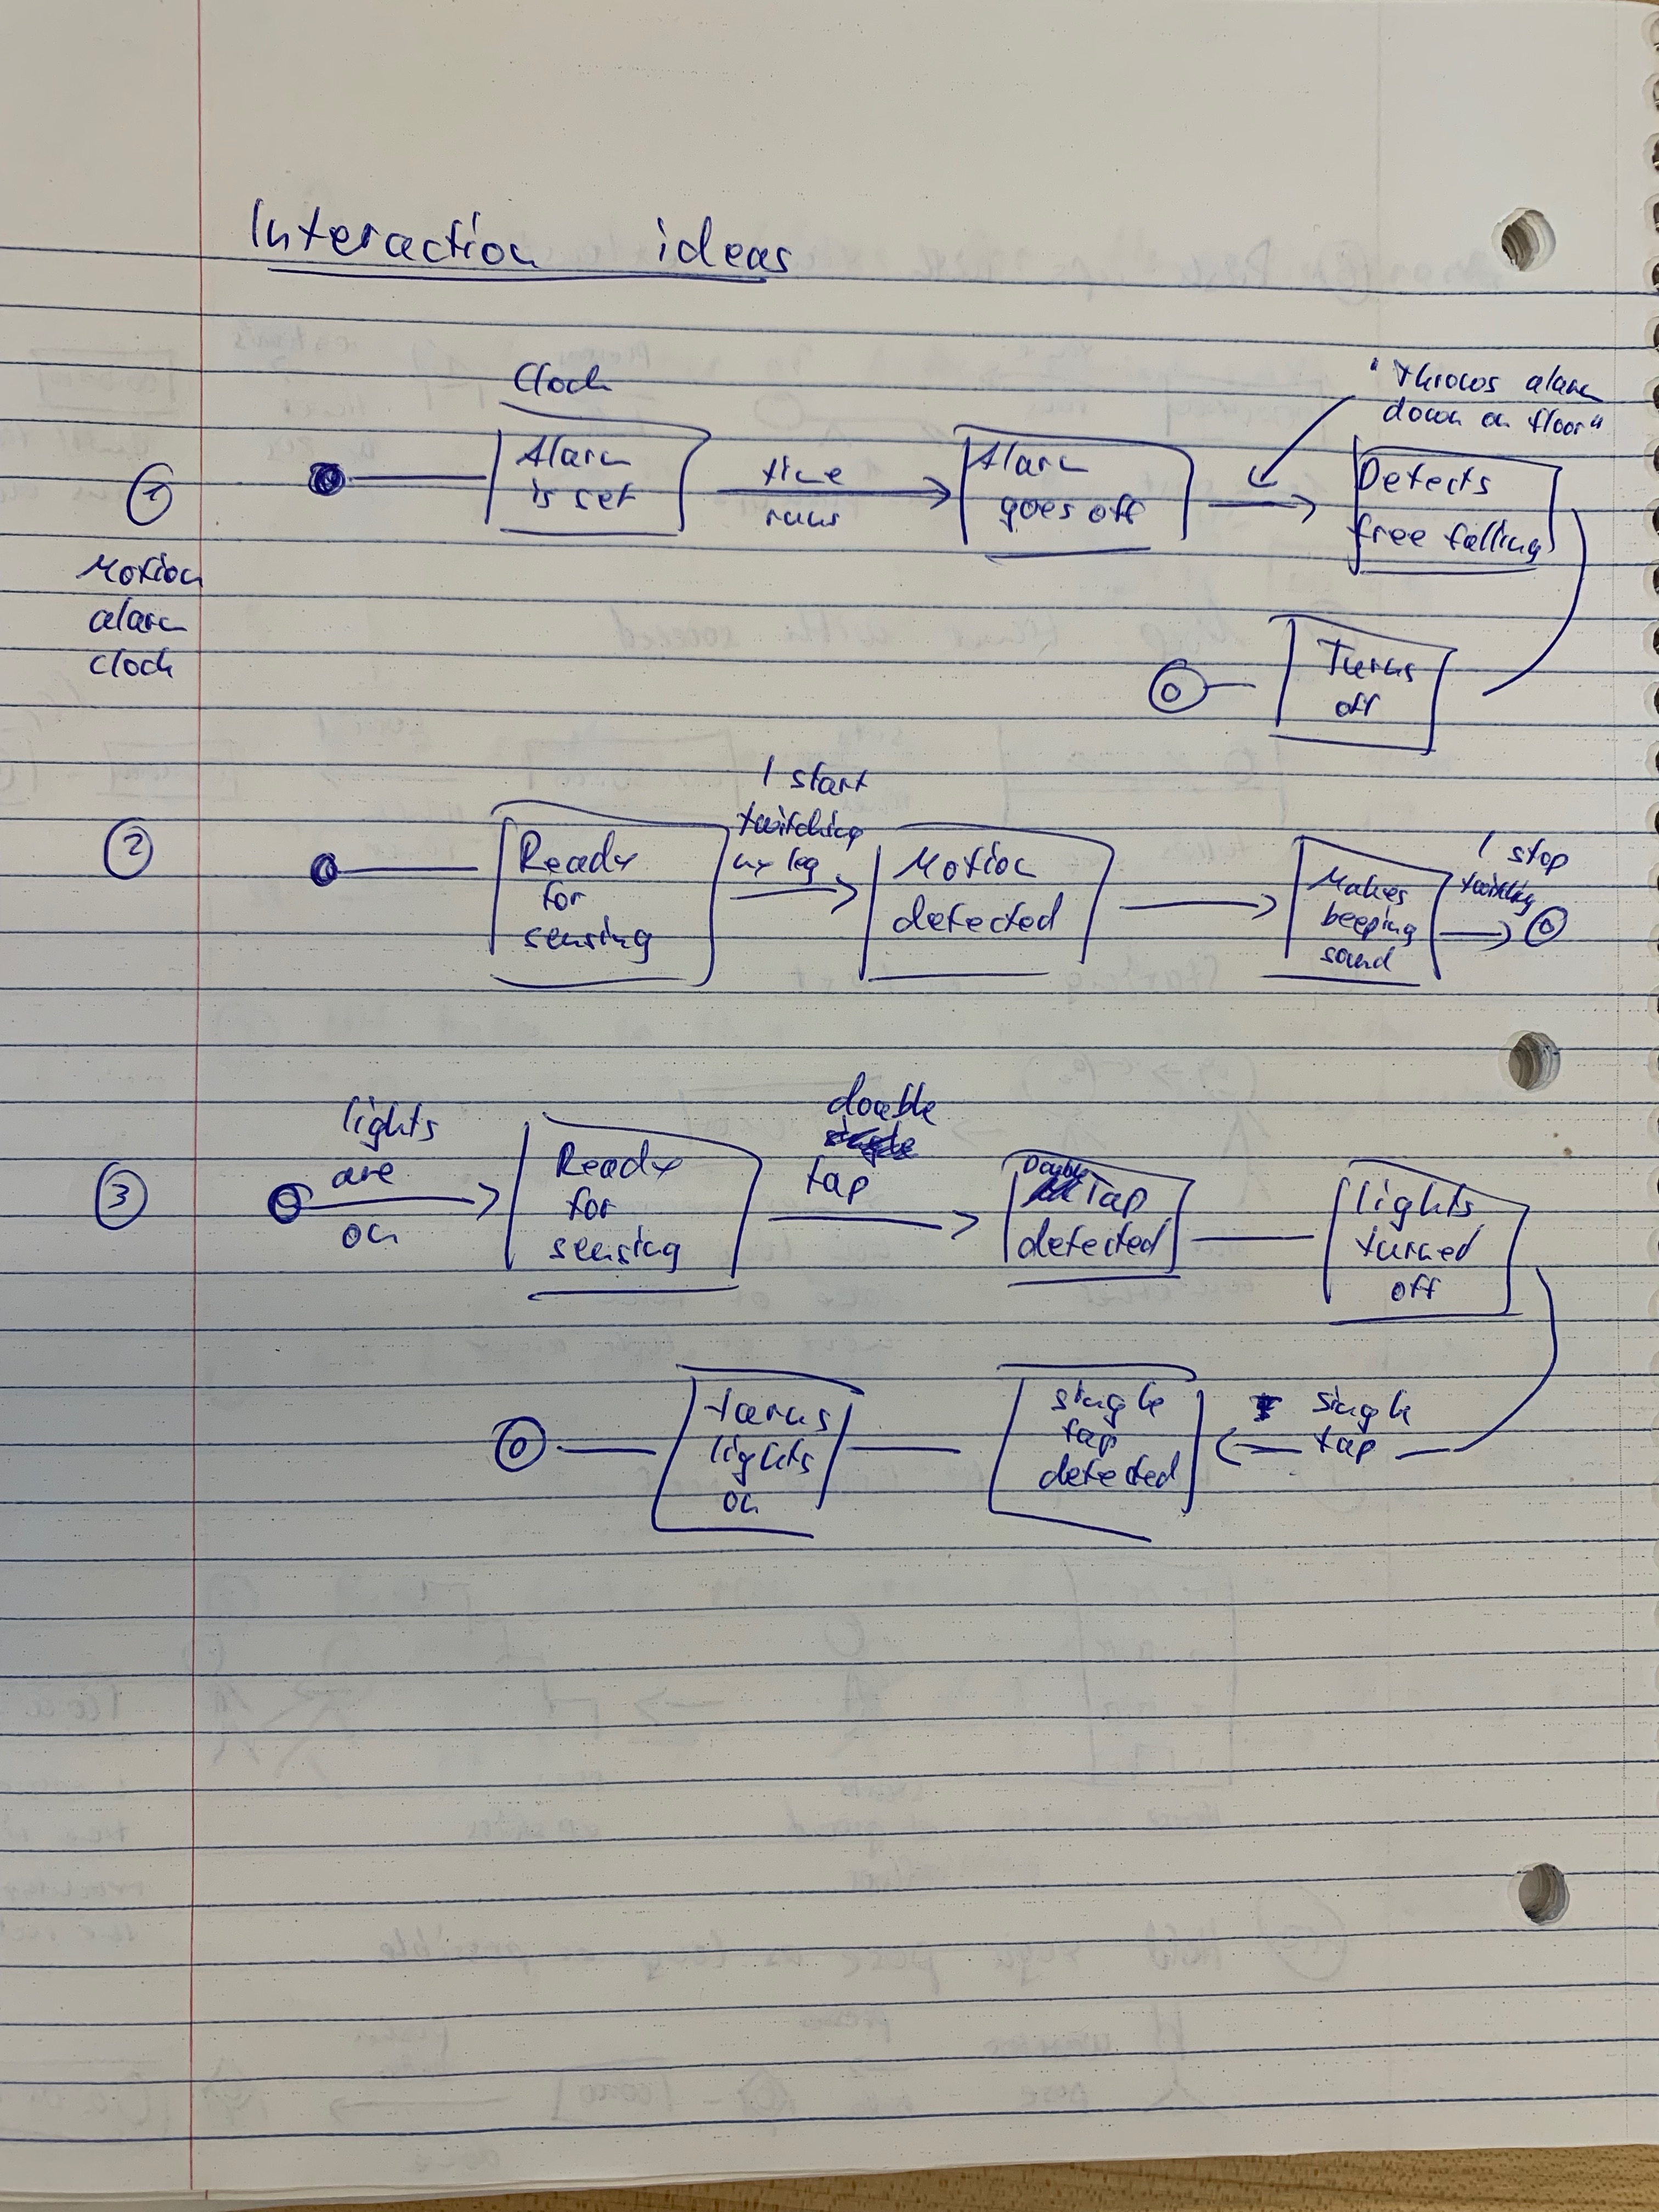 Interaction ideas
Clock
"throws alarm
down on floor"
1
Alarm
is set
time
runs
Alarm
goes off
Detects
free falling
Motion
alarm
clock
Turns
off
2
Ready
for
sensing
I start
twitching
my leg
Motion
detected
Makes
beeping
sound
I stop
twitching
3
lights
are
on
Ready
for
sensing
double
tap
Double
Tap
detected
lights
turned
off
single
tap
single
tap
detected
turns
lights
on